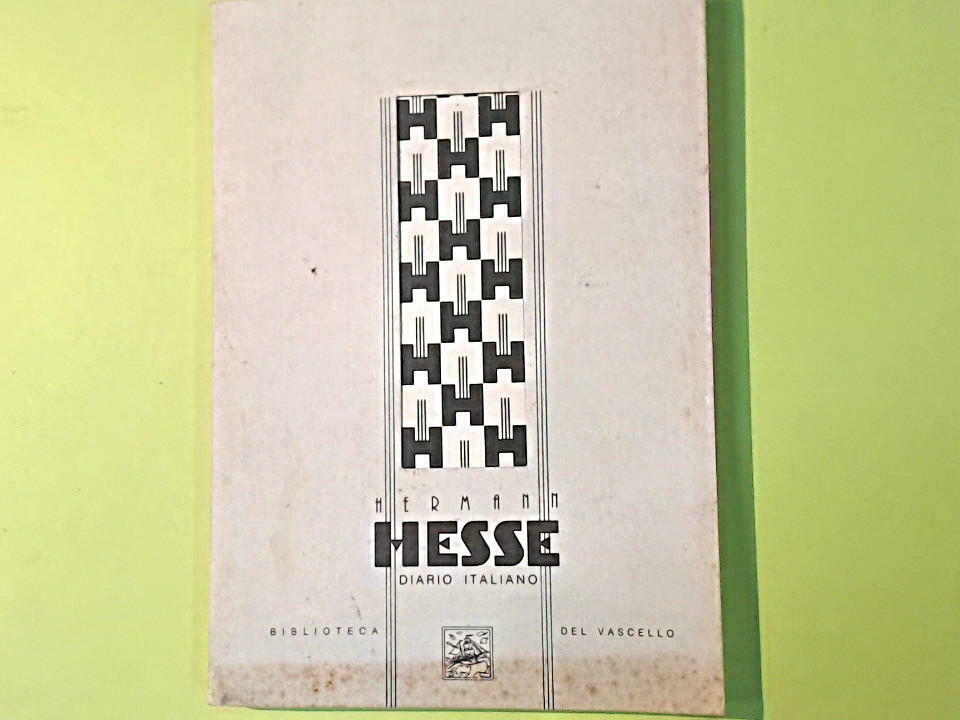 HERMANN
HESSE
DIARIO ITALIANO
BIBLIOTECA DEL VASCELLO